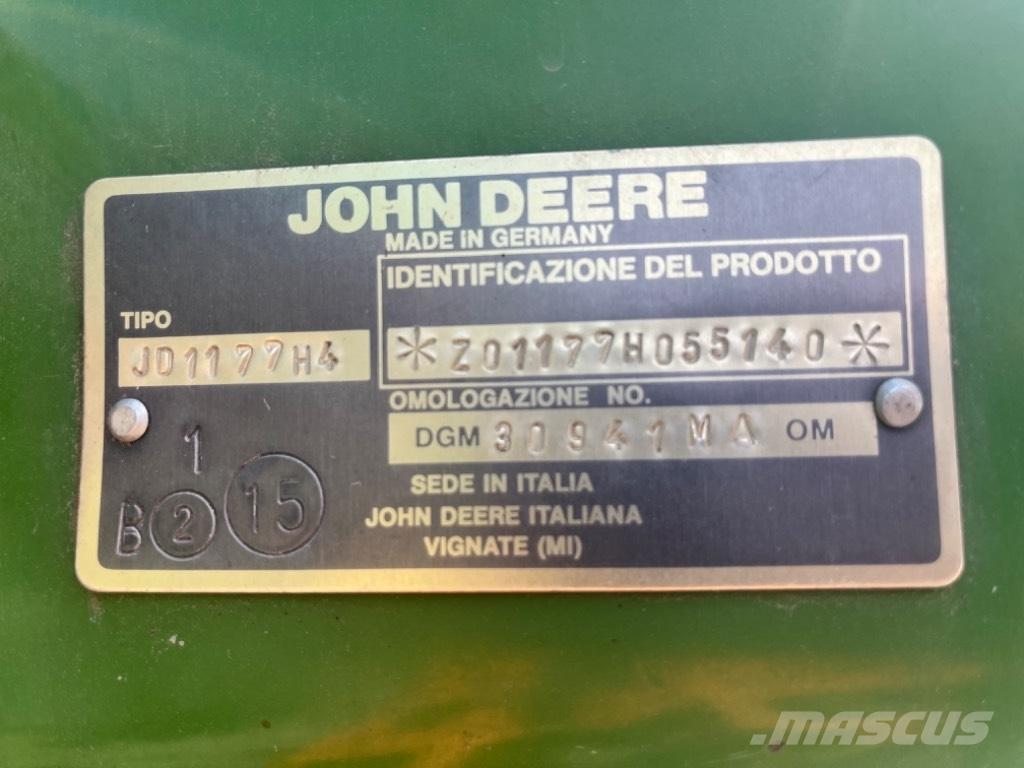 JOHN DEERE
MADE IN GERMANY
IDENTIFICAZIONE DEL PRODOTTO
TIPO
JD1177H4
*Z01177H055140*
OMOLOGAZIONE NO.
DGM 30941MA OM
1
B 2 15
SEDE IN ITALIA
JOHN DEERE ITALIANA
VIGNATE (MI)
MASCUS